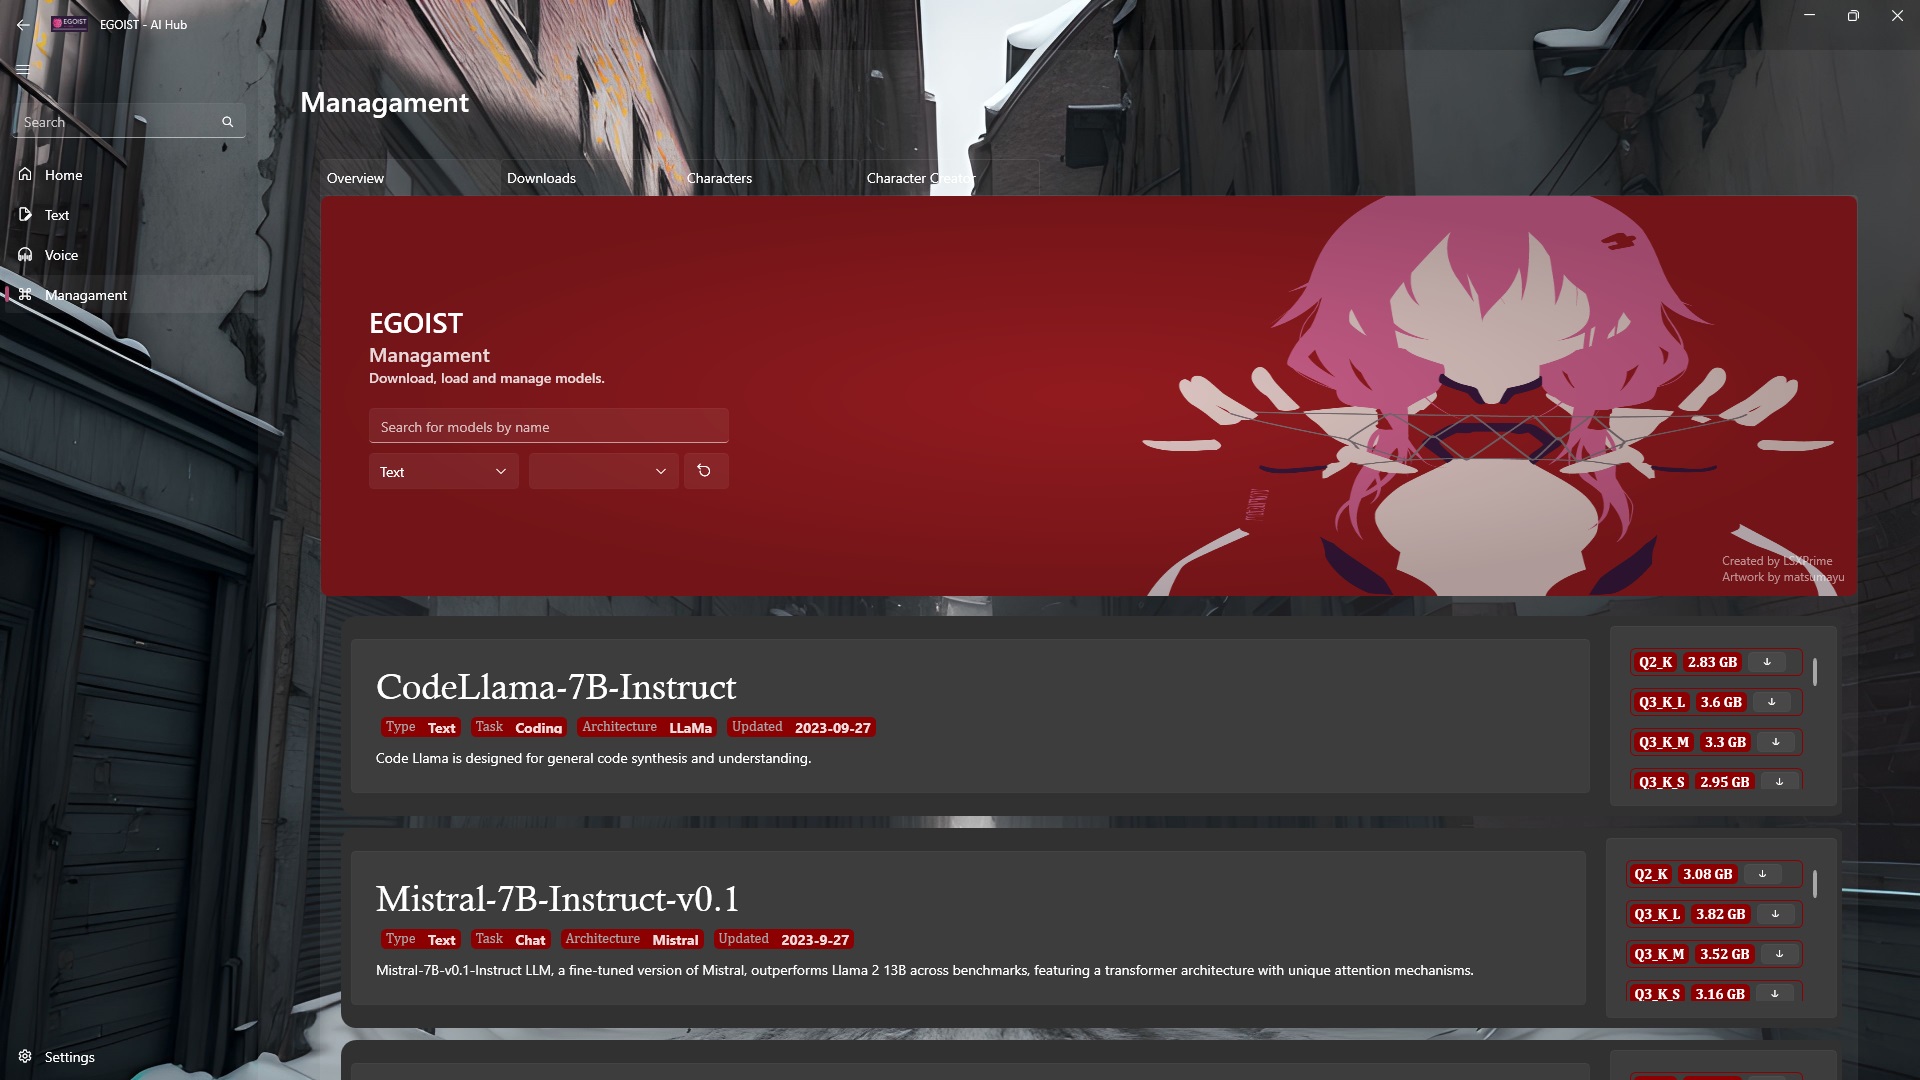 EGOIST
EGOIST - AI Hub
Search
Home
Text
Voice
Managament
Settings
Managament
Overview
Downloads
Characters
Character Creator
EGOIST
Managament
Download, load and manage models.
Search for models by name
Text
Created by LSXPrime
Artwork by matsumayu
CodeLlama-7B-Instruct
Type Text Task Coding Architecture LLaMa Updated 2023-09-27
Code Llama is designed for general code synthesis and understanding.
Q2_K 2.83 GB
Q3_K_L 3.6 GB
Q3_K_M 3.3 GB
Q3_K_S 2.95 GB
Mistral-7B-Instruct-v0.1
Type Text Task Chat Architecture Mistral Updated 2023-9-27
Mistral-7B-v0.1-Instruct LLM, a fine-tuned version of Mistral, outperforms Llama 2 13B across benchmarks, featuring a transformer architecture with unique attention mechanisms.
Q2_K 3.08 GB
Q3_K_L 3.82 GB
Q3_K_M 3.52 GB
Q3_K_S 3.16 GB